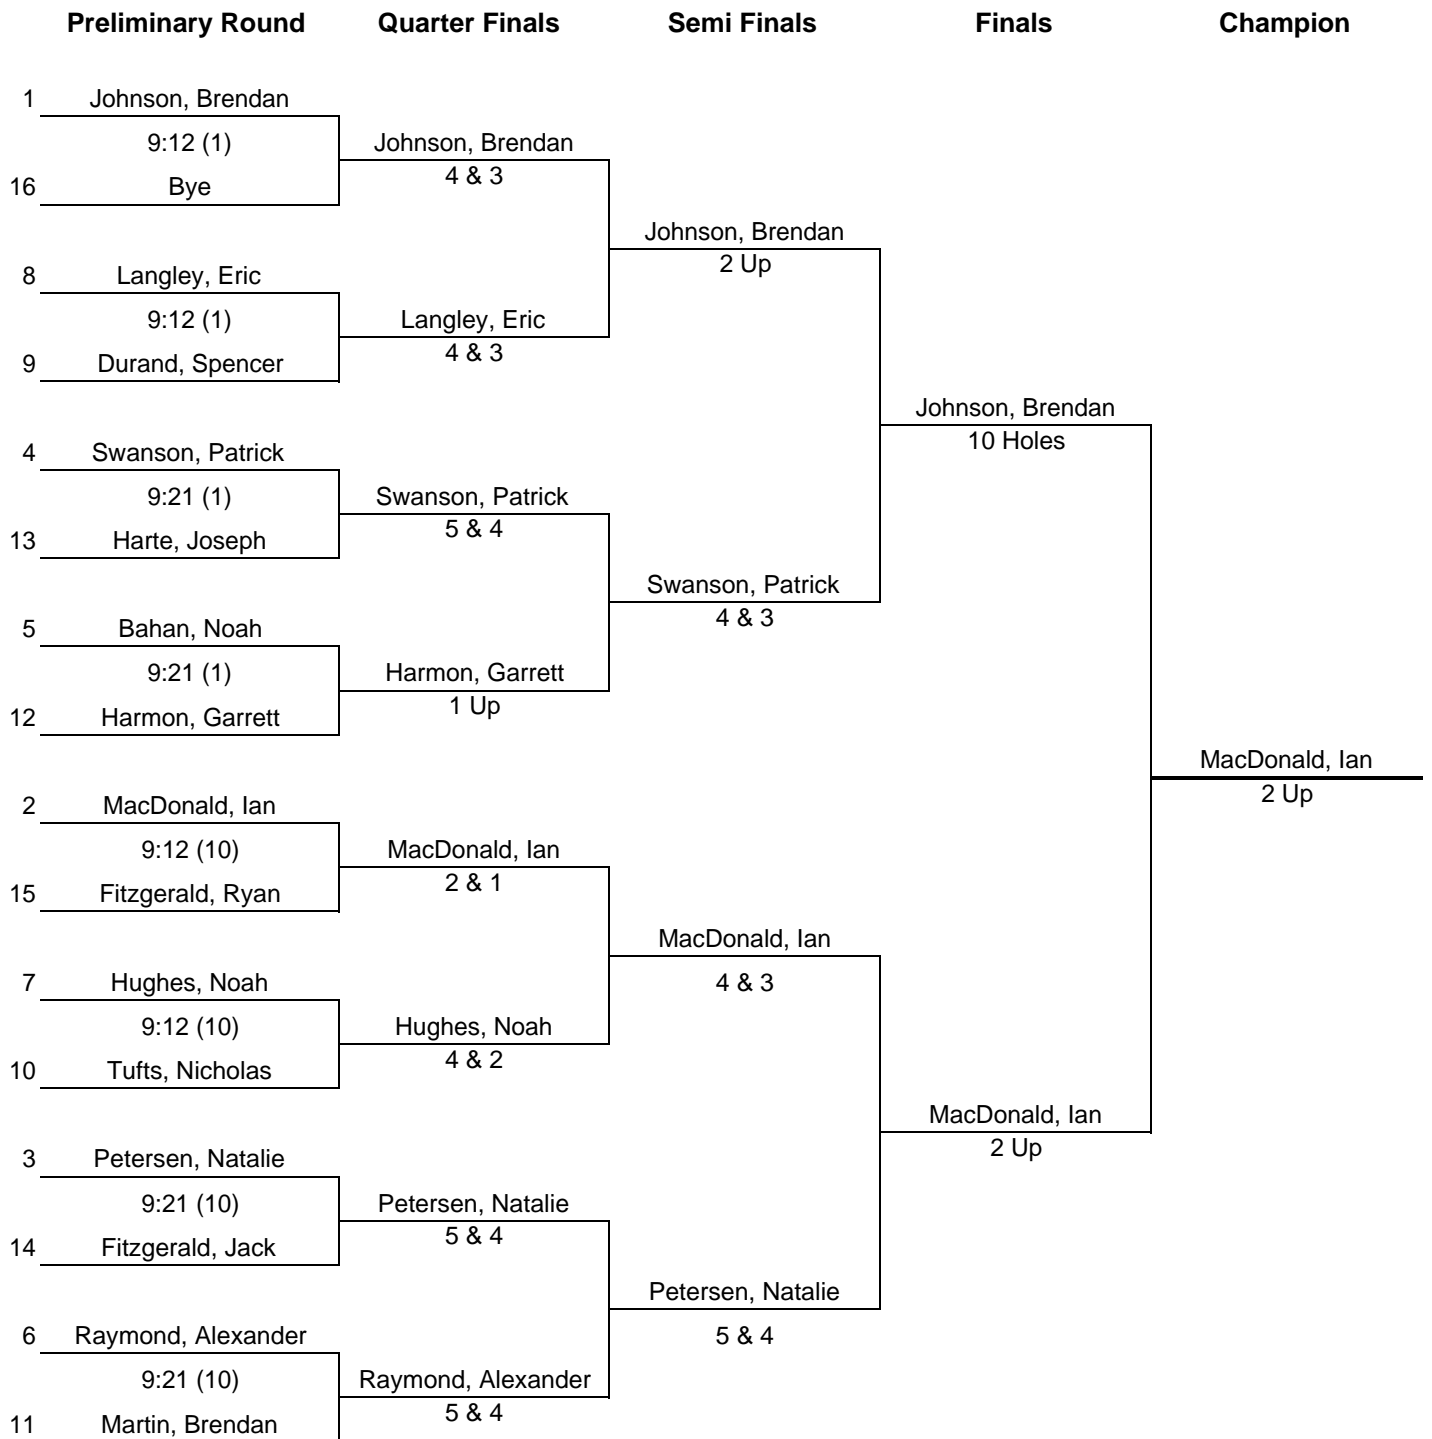 Preliminary Round Quarter Finals Semi Finals Finals Champion
1 Johnson, Brendan
9:12 (1) Johnson, Brendan
4 & 3
16 Bye
Johnson, Brendan
2 Up
8 Langley, Eric
9:12 (1) Langley, Eric
4 & 3
9 Durand, Spencer
Johnson, Brendan
10 Holes
4 Swanson, Patrick
9:21 (1) Swanson, Patrick
5 & 4
13 Harte, Joseph
Swanson, Patrick
4 & 3
5 Bahan, Noah
9:21 (1) Harmon, Garrett
1 Up
12 Harmon, Garrett
MacDonald, Ian
2 Up
2 MacDonald, Ian
9:12 (10) MacDonald, Ian
2 & 1
15 Fitzgerald, Ryan
MacDonald, Ian
4 & 3
7 Hughes, Noah
9:12 (10) Hughes, Noah
4 & 2
10 Tufts, Nicholas
MacDonald, Ian
2 Up
3 Petersen, Natalie
9:21 (10) Petersen, Natalie
5 & 4
14 Fitzgerald, Jack
Petersen, Natalie
5 & 4
6 Raymond, Alexander
9:21 (10) Raymond, Alexander
5 & 4
11 Martin, Brendan